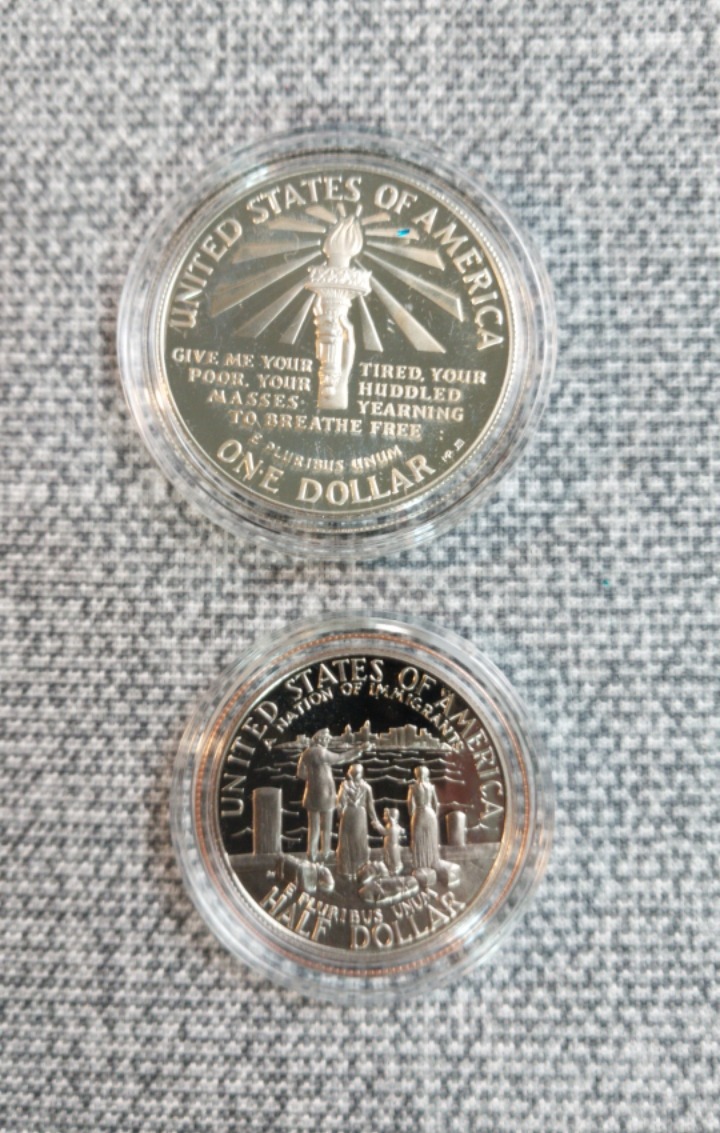 UNITED STATES OF AMERICA
GIVE ME YOUR TIRED, YOUR
POOR, YOUR HUDDLED
MASSES YEARNING
TO BREATHE FREE
E PLURIBUS UNUM
ONE DOLLAR
UNITED STATES OF AMERICA
A NATION OF IMMIGRANTS
E PLURIBUS UNUM
HALF DOLLAR